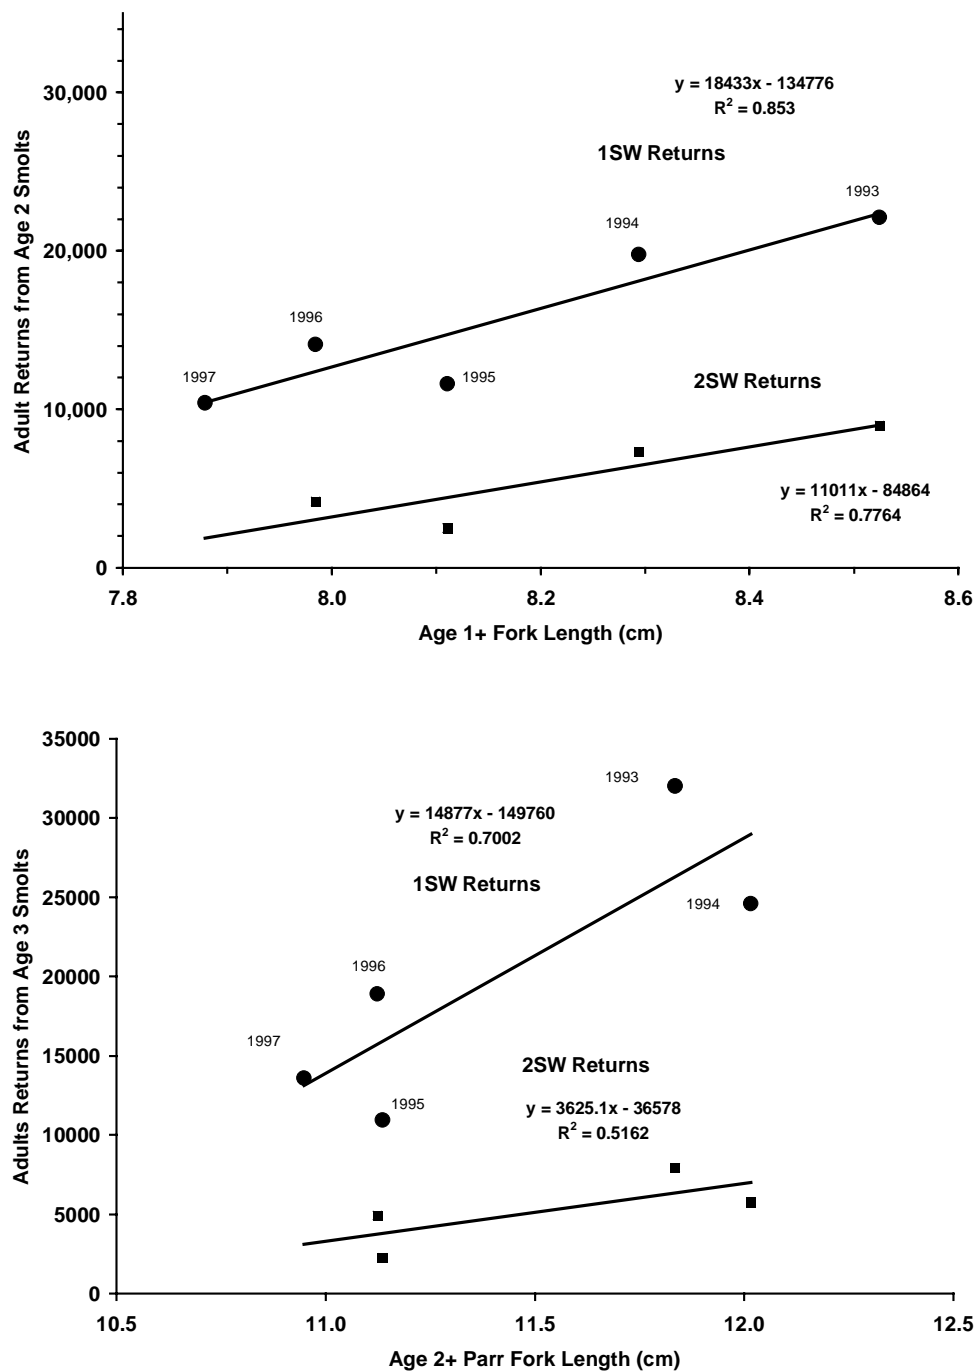 30,000
20,000
10,000
0
Adult Returns from Age 2 Smolts
y = 18433x - 134776
R² = 0.853
1SW Returns
1993
1994
1996
1997
1995
2SW Returns
y = 11011x - 84864
R² = 0.7764
7.8 8.0 8.2 8.4 8.6
Age 1+ Fork Length (cm)
35000
30000
25000
20000
15000
10000
5000
0
Adults Returns from Age 3 Smolts
1993
y = 14877x - 149760
R² = 0.7002
1SW Returns
1994
1996
1997
1995
2SW Returns
y = 3625.1x - 36578
R² = 0.5162
10.5 11.0 11.5 12.0 12.5
Age 2+ Parr Fork Length (cm)